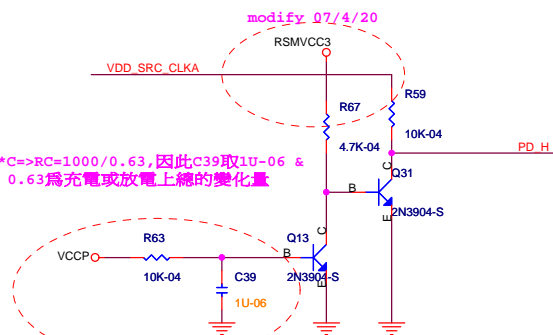 modify 07/4/20
RSMVCC3
VDD_SRC_CLKA
R67
R59
4.7K-04
10K-04
PD_H
*C=>RC=1000/0.63,因此C39取1U-06 &
0.63爲充電或放電上總的變化量
C
B
Q31
2N3904-S
E
R63
VCCP
10K-04
C39
1U-06
B
C
Q13
2N3904-S
E